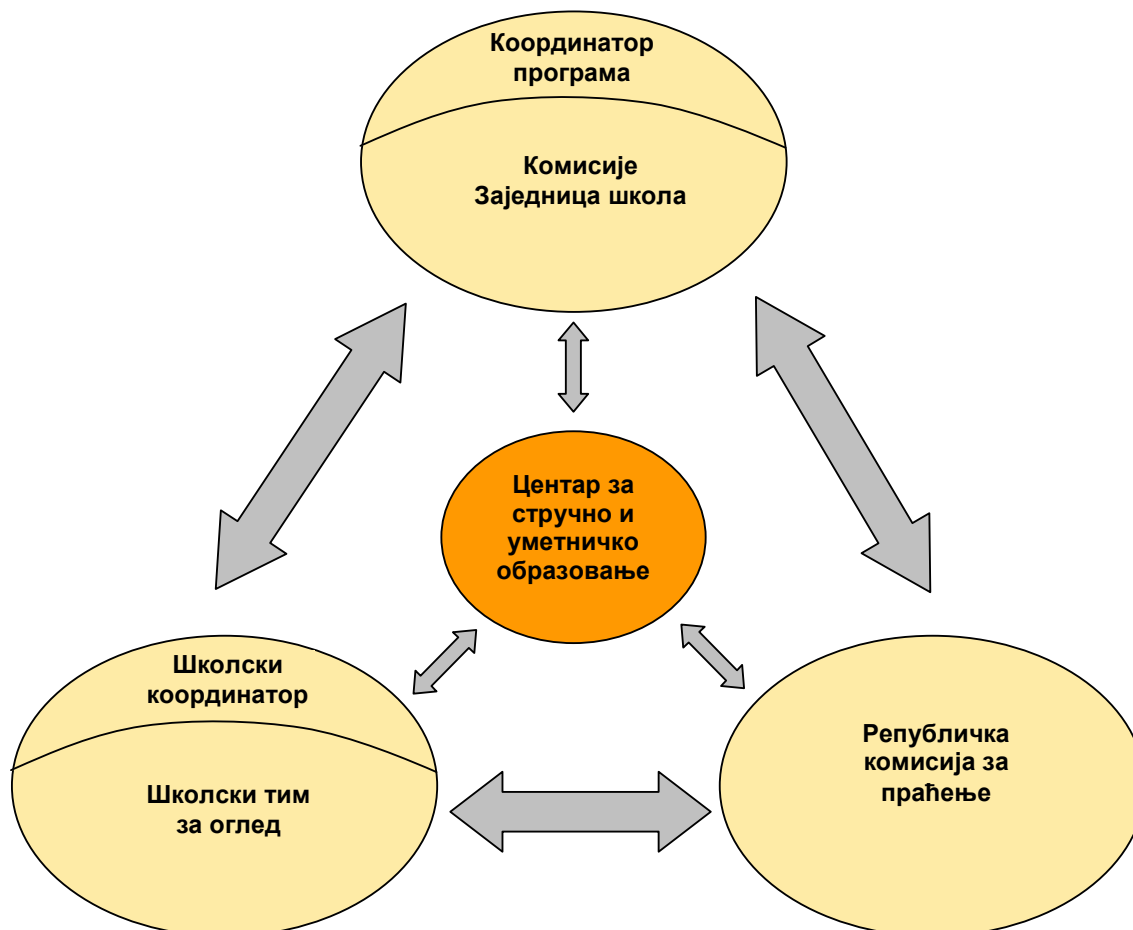 Координатор
програма
Комисије
Заједница школа
Центар за
стручно и
уметничко
образовање
Школски
координатор
Школски тим
за оглед
Републичка
комисија за
праћење